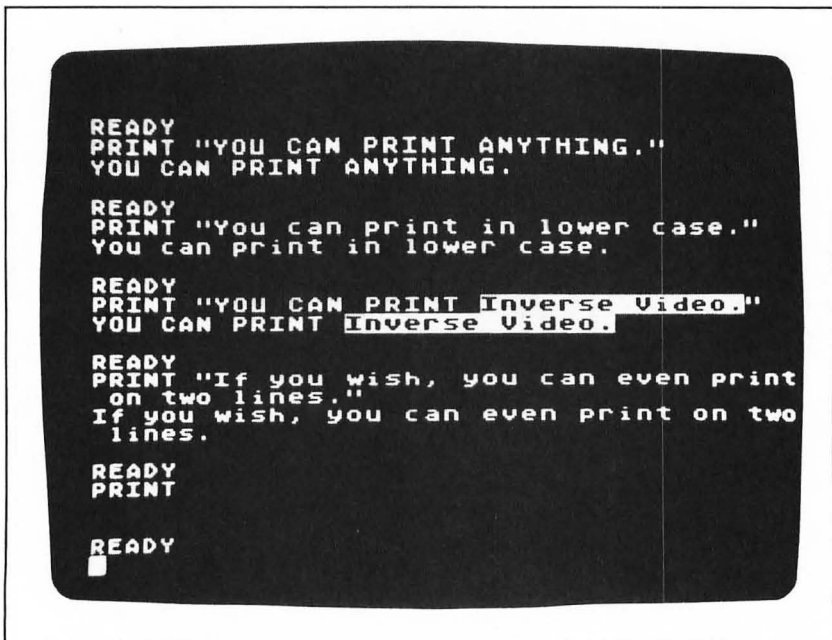 READY
PRINT "YOU CAN PRINT ANYTHING."
YOU CAN PRINT ANYTHING.
READY
PRINT "You can print in lower case."
You can print in lower case.
READY
PRINT "YOU CAN PRINT Inverse Video."
YOU CAN PRINT Inverse Video.
READY
PRINT "If you wish, you can even print
on two lines."
If you wish, you can even print on two
lines.
READY
PRINT
READY